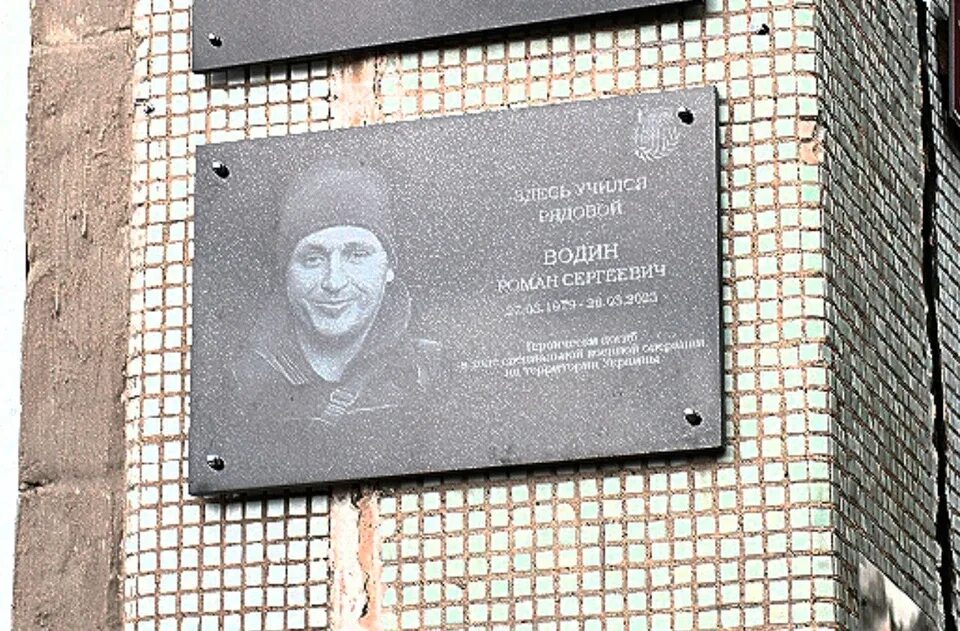 ЗДЕСЬ УЧИЛСЯ
РЯДОВОЙ
ВОДИН
РОМАН СЕРГЕЕВИЧ
27.03.1979 - 26.03.2023
Героически погиб
в ходе специальной военной операции
на территории Украины